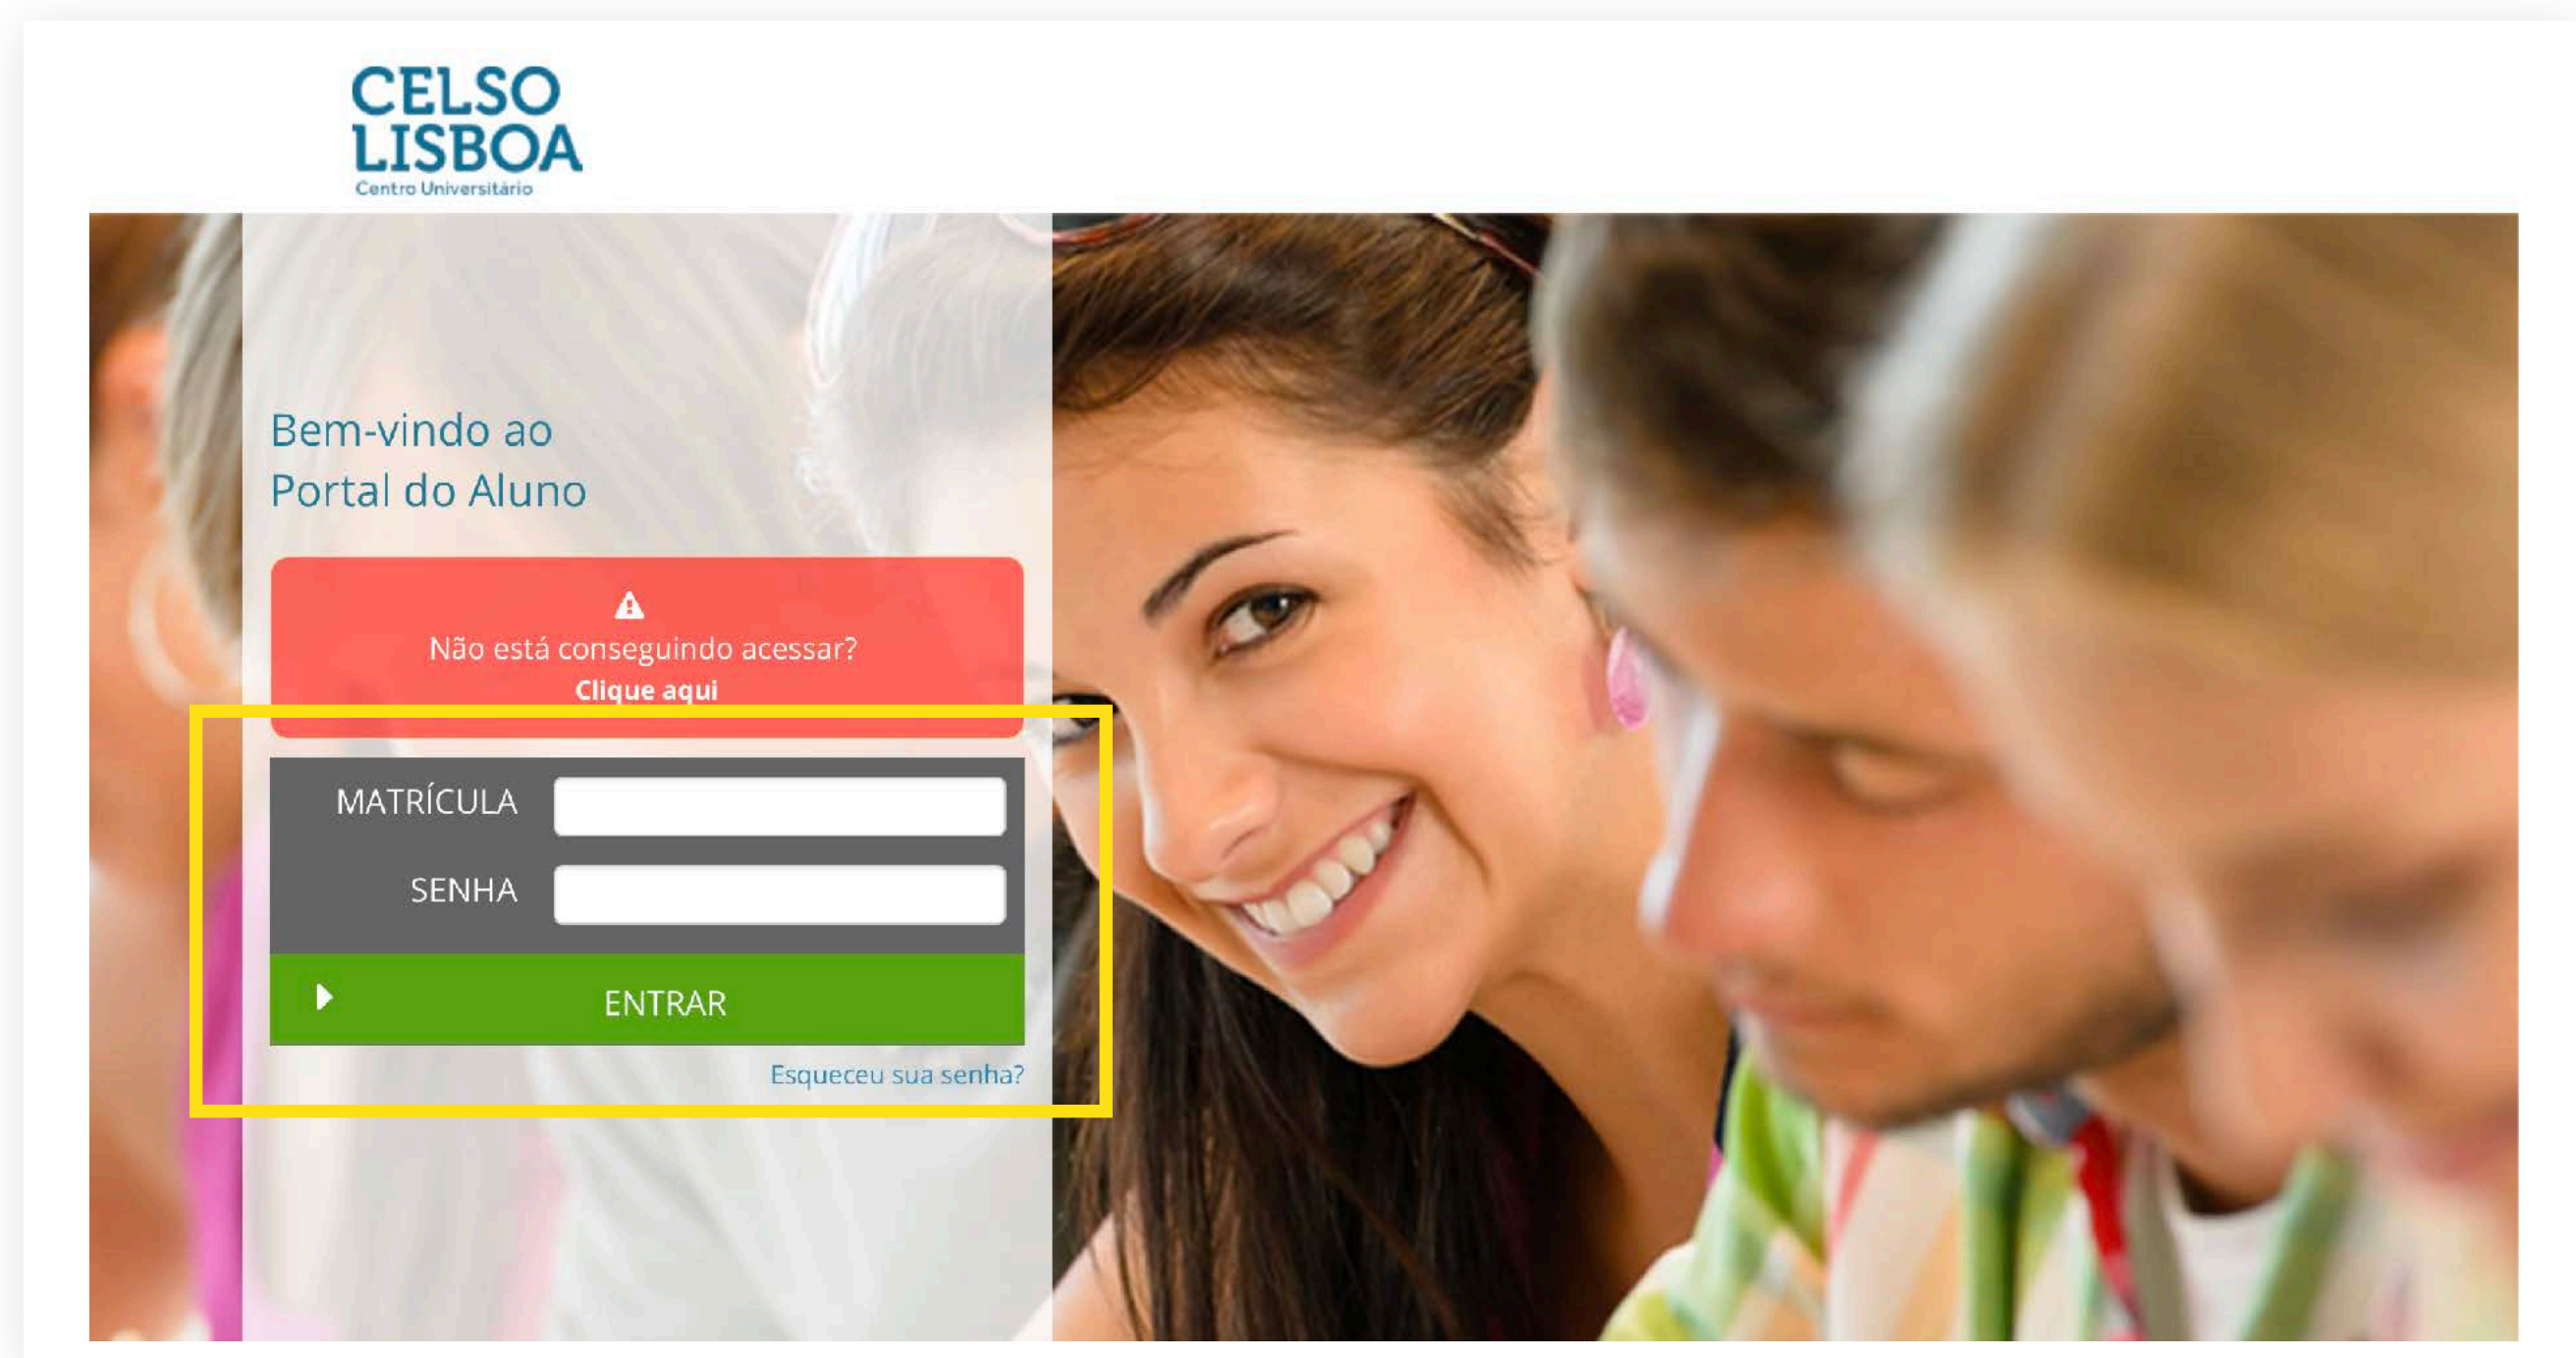 CELSO
LISBOA
Centro Universitário
Bem-vindo ao
Portal do Aluno
Não está conseguindo acessar?
Clique aqui
MATRÍCULA
SENHA
ENTRAR
Esqueceu sua senha?